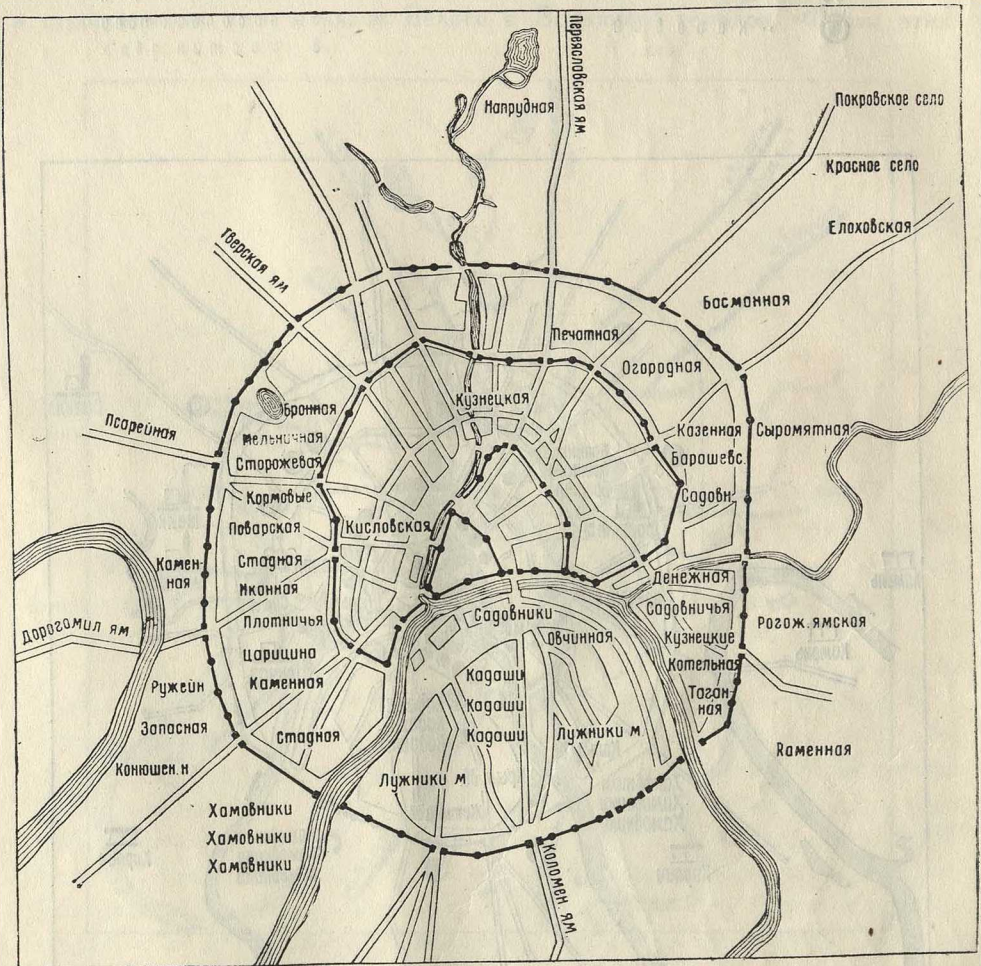 Переяславская ям
Напрудная
Покровское село
Красное село
Елоховская
Тверская ям
Басманная
Печатная
Огородная
Кузнецкая
Бронная
Псарейная
Мельничная
Сторожевая
Казенная
Сыромятная
Барашевс.
Кормовые
Садовн.
Поварская
Кисловская
Камен-
ная
Стадная
Денежная
Иконная
Садовники
Садовничья
Плотничья
Овчинная
Рогож. ямская
Дорогомил ям
Кузнецкие
Царицина
Котельная
Ружейн
Каменная
Кадаши
Таган-
ная
Запасная
Кадаши
Стадная
Кадаши
Лужники м.
Каменная
Конюшен. н
Лужники м
Хамовники
Хамовники
Хамовники
Коломен ям